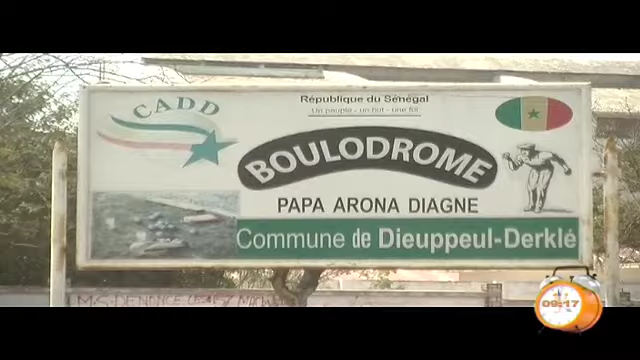 CADD
République du Sénégal
Un peuple - un but - une foi
BOULODROME
PAPA ARONA DIAGNE
Commune de Dieuppeul-Derklé
09:17